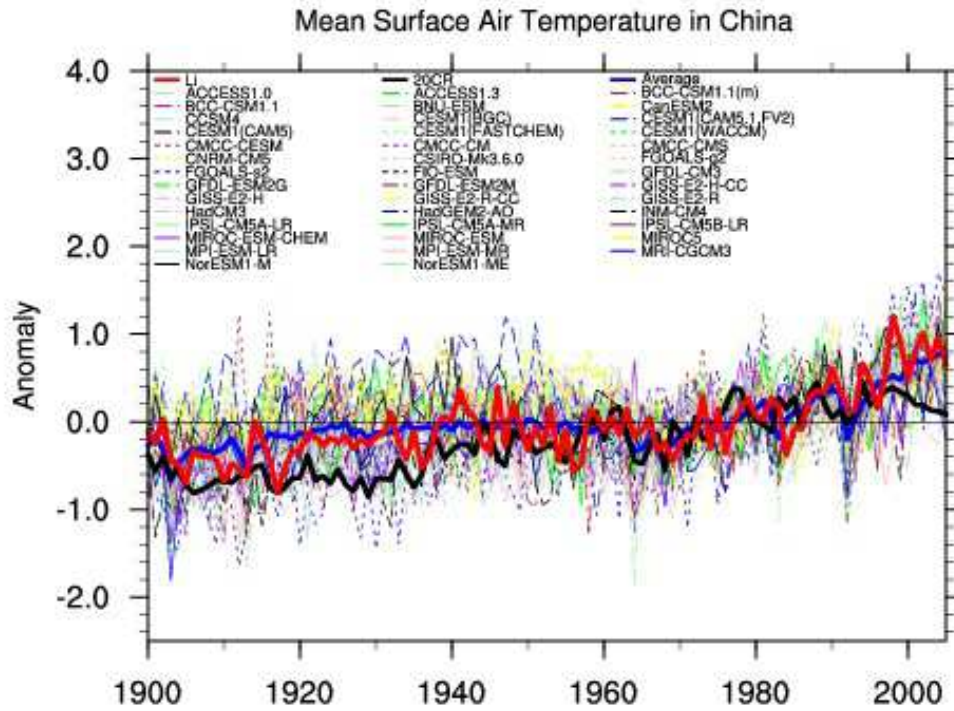 Mean Surface Air Temperature in China
Anomaly
4.0
3.0
2.0
1.0
0.0
-1.0
-2.0
Li 20CR Average
ACCESS1.0 ACCESS1.3 BCC-CSM1.1(m)
BCC-CSM1.1 BNU-ESM CanESM2
CCSM4 CESM1(BGC) CESM1(CAM5.1,FV2)
CESM1(CAM5) CESM1(FASTCHEM) CESM1(WACCM)
CMCC-CESM CMCC-CM CMCC-CMS
CNRM-CM5 CSIRO-Mk3.6.0 FGOALS-g2
FGOALS-s2 FIO-ESM GFDL-CM3
GFDL-ESM2G GFDL-ESM2M GISS-E2-H-CC
GISS-E2-H GISS-E2-R-CC GISS-E2-R
HadCM3 HadGEM2-AO INM-CM4
IPSL-CM5A-LR IPSL-CM5A-MR IPSL-CM5B-LR
MIROC-ESM-CHEM MIROC-ESM MIROC5
MPI-ESM-LR MPI-ESM-MR MRI-CGCM3
NorESM1-M NorESM1-ME
1900 1920 1940 1960 1980 2000